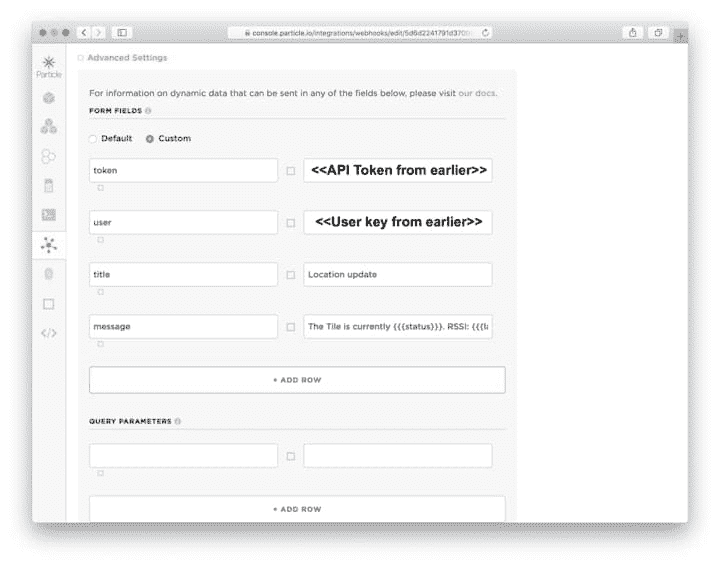 console.particle.io/integrations/webhooks/edit/5d6d2241791d3700
Particle
Advanced Settings
For information on dynamic data that can be sent in any of the fields below, please visit our docs.
FORM FIELDS
Default Custom
token <<API Token from earlier>>
user <<User key from earlier>>
title Location update
message The Tile is currently {{{status}}}. RSSI: {{{la
+ ADD ROW
QUERY PARAMETERS
+ ADD ROW